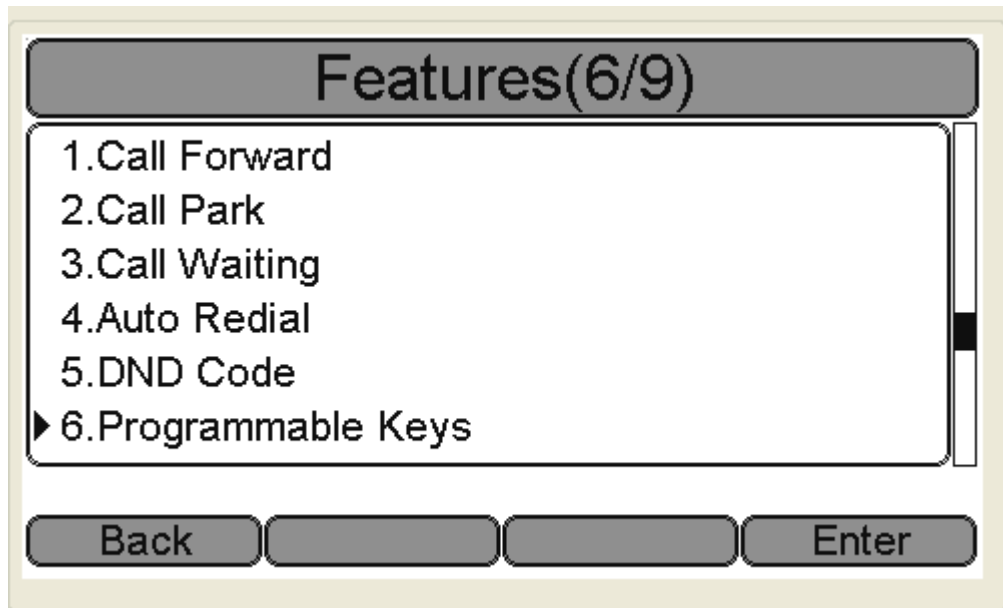 Features(6/9)
1.Call Forward
2.Call Park
3.Call Waiting
4.Auto Redial
5.DND Code
6.Programmable Keys
Back Enter